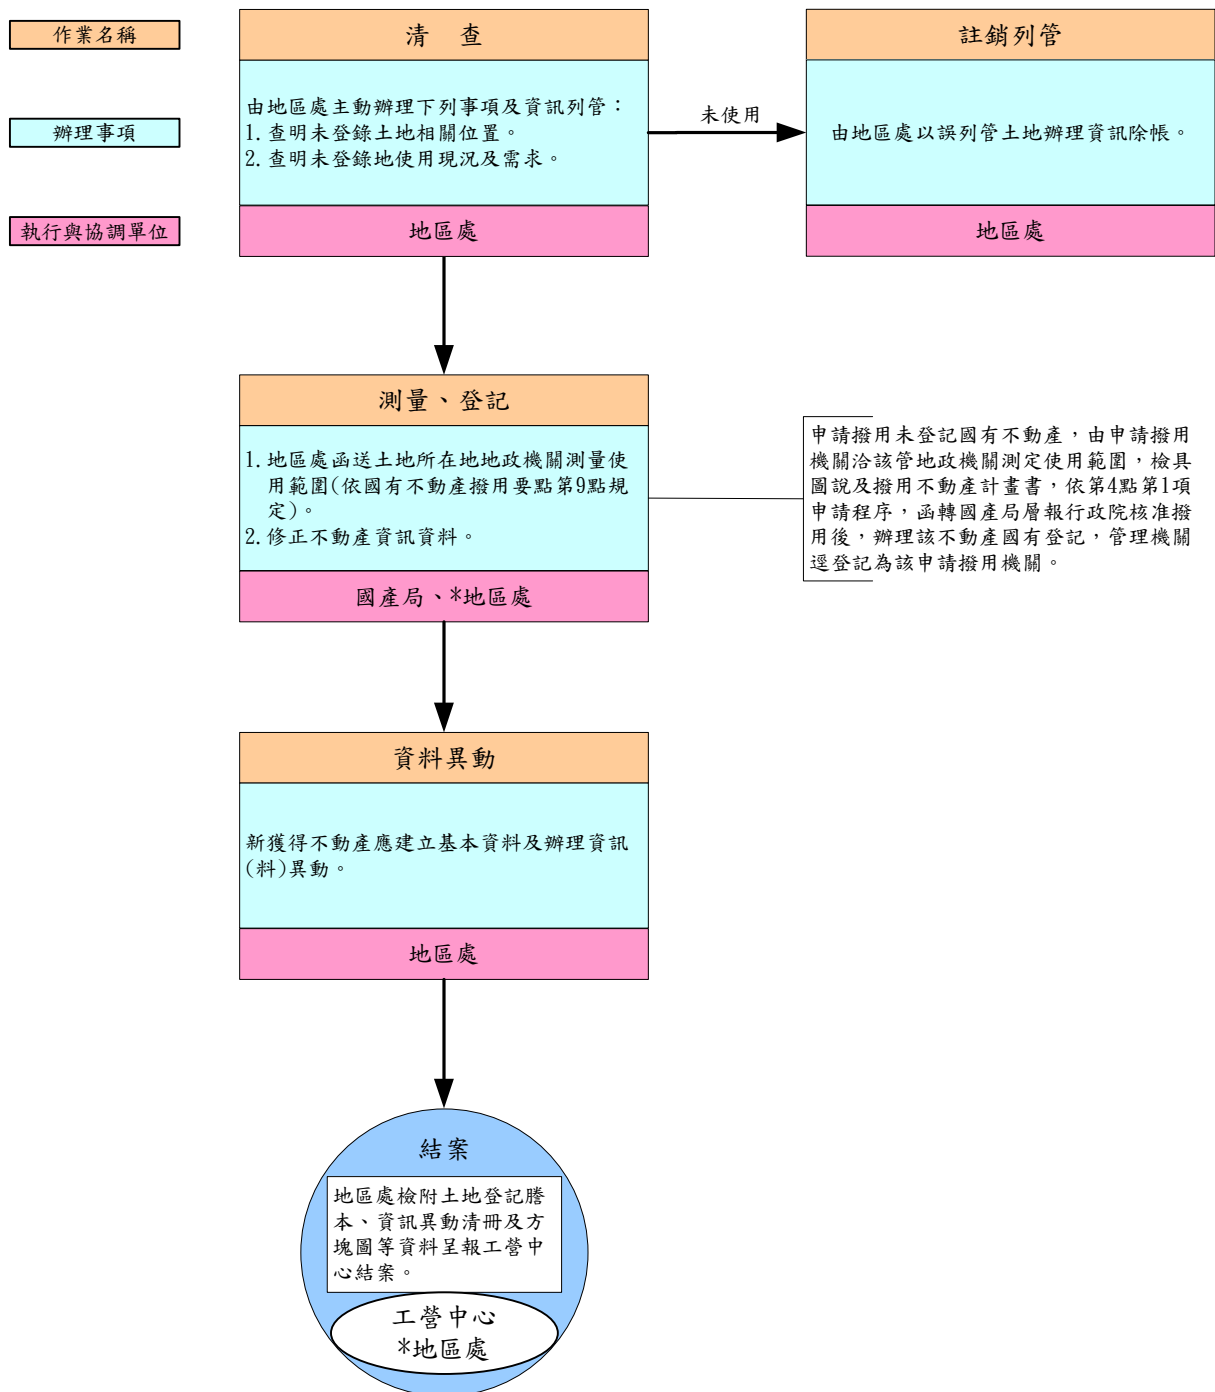 作業名稱
辦理事項
執行與協調單位
清 查
由地區處主動辦理下列事項及資訊列管：
1. 查明未登錄土地相關位置。
2. 查明未登錄地使用現況及需求。
地區處
未使用
註銷列管
由地區處以誤列管土地辦理資訊除帳。
地區處
測量、登記
1. 地區處函送土地所在地地政機關測量使
用範圍(依國有不動產撥用要點第9點規
定)。
2. 修正不動產資訊資料。
國產局、*地區處
申請撥用未登記國有不動產，由申請撥用
機關洽該管地政機關測定使用範圍，檢具
圖說及撥用不動產計畫書，依第4點第1項
申請程序，函轉國產局層報行政院核准撥
用後，辦理該不動產國有登記，管理機關
逕登記為該申請撥用機關。
資料異動
新獲得不動產應建立基本資料及辦理資訊
(料)異動。
地區處
結案
地區處檢附土地登記謄
本、資訊異動清冊及方
塊圖等資料呈報工營中
心結案。
工營中心
*地區處